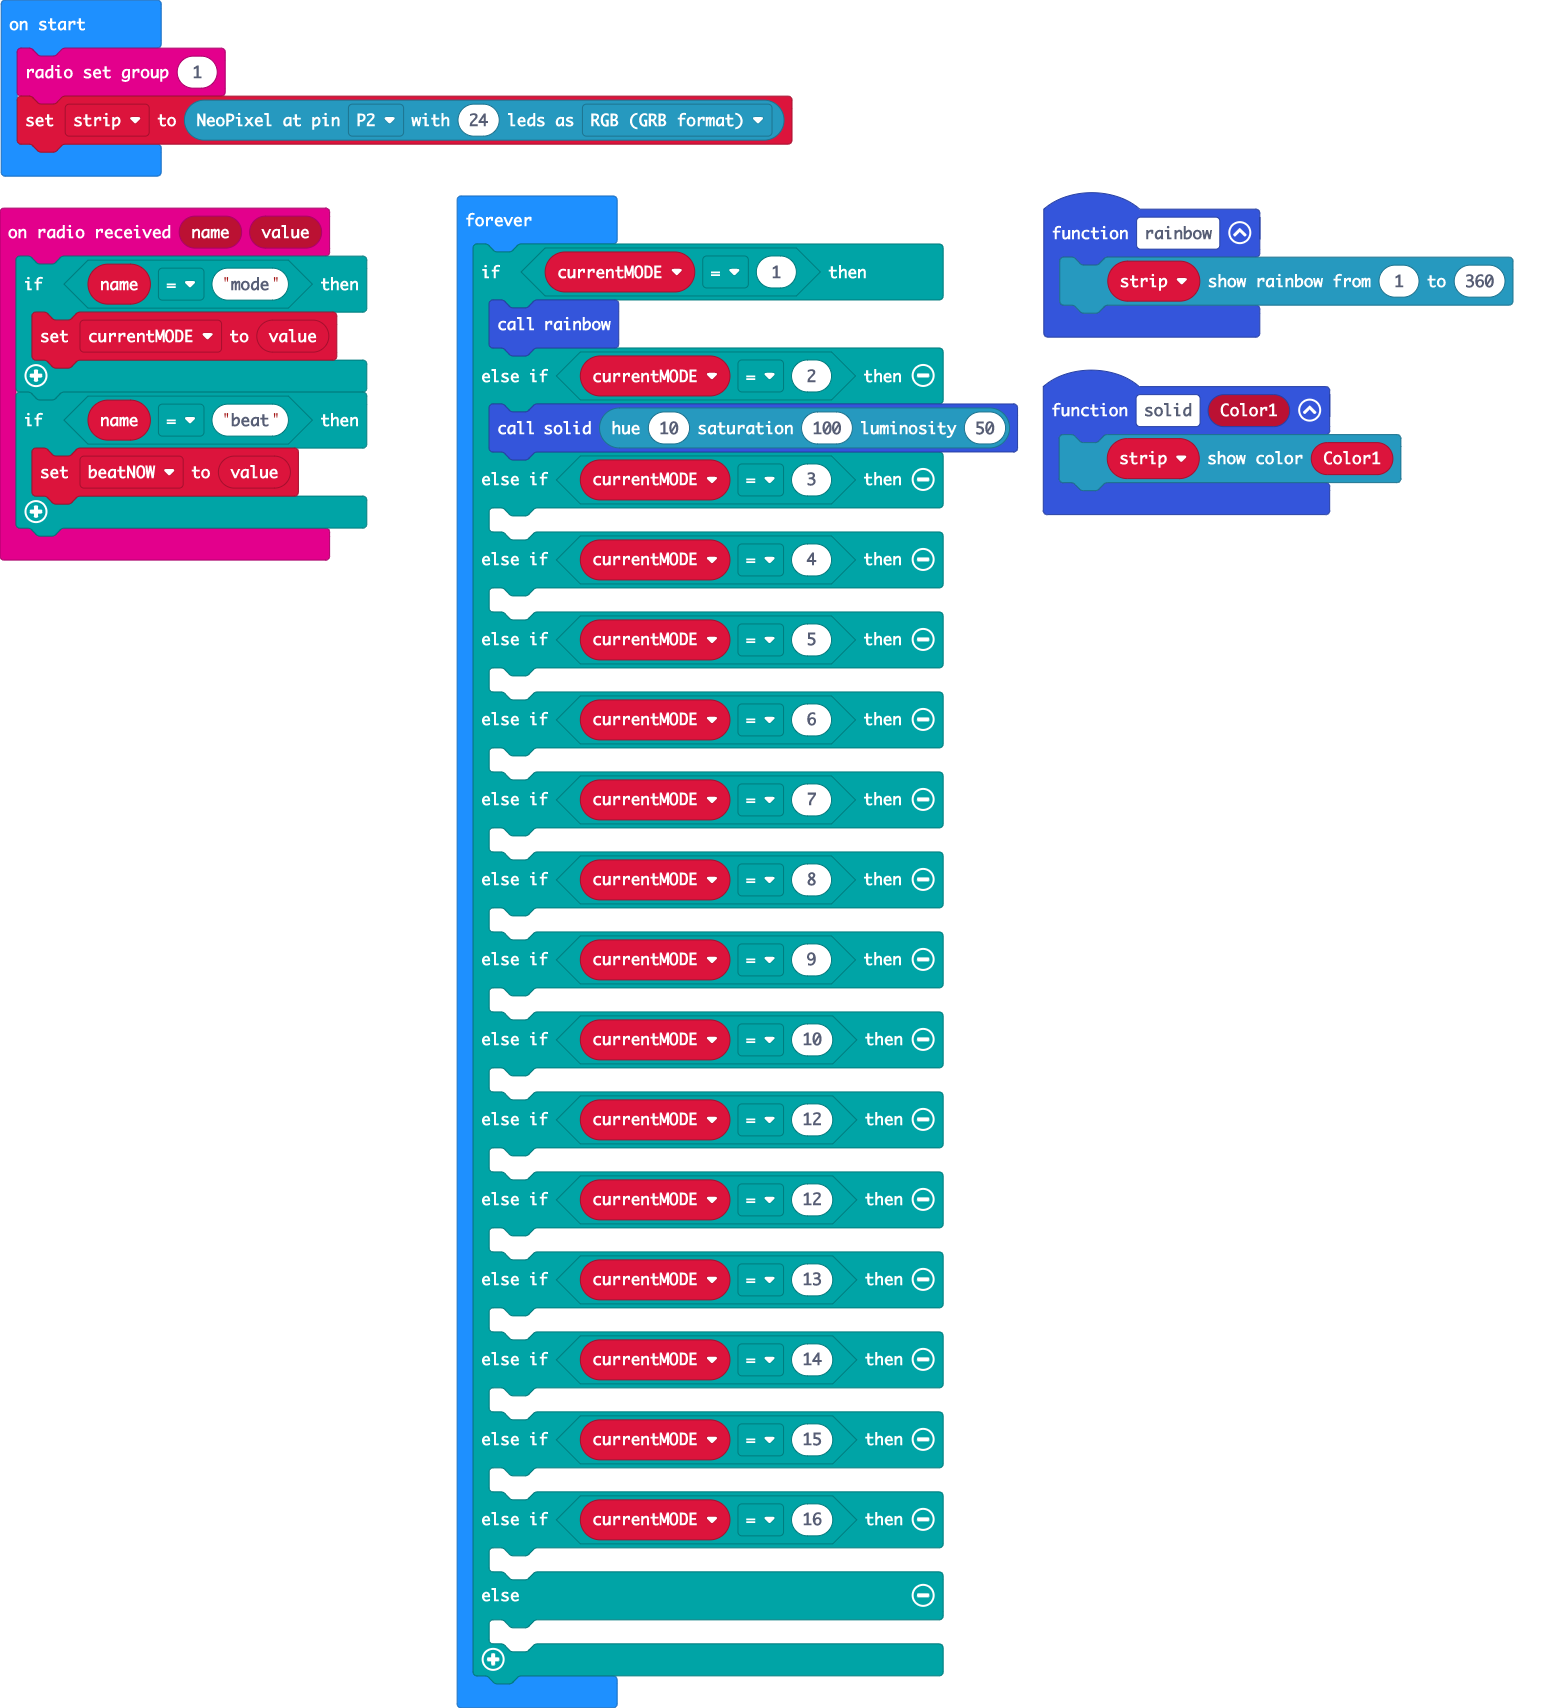 on start
radio set group 1
set strip to NeoPixel at pin P2 with 24 leds as RGB (GRB format)
on radio received name value
if name = "mode" then
set currentMODE to value
if name = "beat" then
set beatNOW to value
forever
if currentMODE = 1 then
call rainbow
else if currentMODE = 2 then
call solid hue 10 saturation 100 luminosity 50
else if currentMODE = 3 then
else if currentMODE = 4 then
else if currentMODE = 5 then
else if currentMODE = 6 then
else if currentMODE = 7 then
else if currentMODE = 8 then
else if currentMODE = 9 then
else if currentMODE = 10 then
else if currentMODE = 12 then
else if currentMODE = 12 then
else if currentMODE = 13 then
else if currentMODE = 14 then
else if currentMODE = 15 then
else if currentMODE = 16 then
else
function rainbow
strip show rainbow from 1 to 360
function solid Color1
strip show color Color1